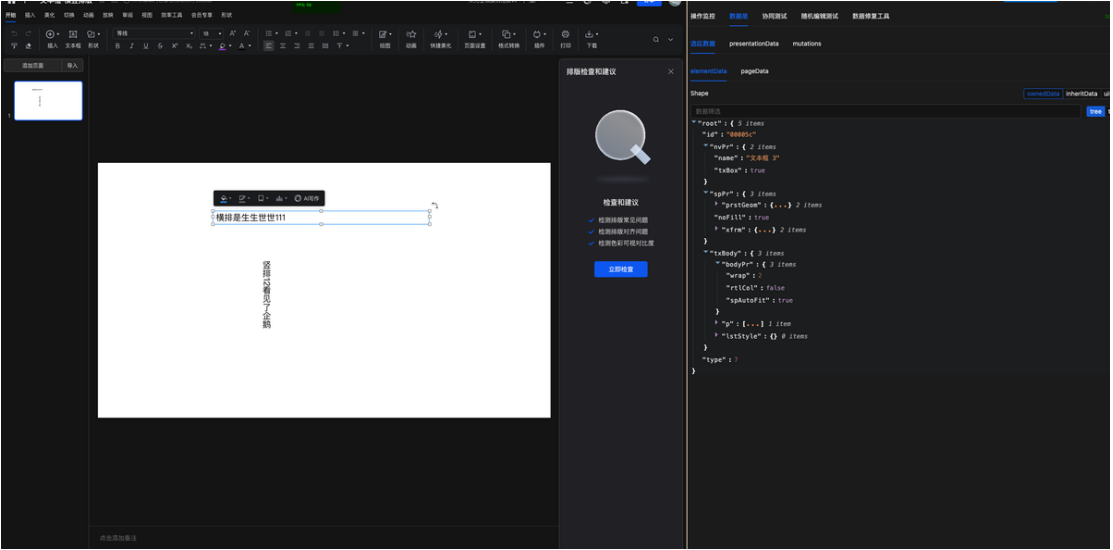 开始 插入 美化 切换 动画 放映 审阅 视图 效率工具 会员专享 形状
插入 文本框 形状
等线
18
B I U S X² X₂
绘图 动画 快速美化 页面设置 格式转换 插件 打印 下载
添加页面 导入
1
AI写作
横排是生生世世111
看见了企鹅
点击添加备注
排版检查和建议
检查和建议
检测排版常见问题
检测排版对齐问题
检测色彩可视对比度
立即检查
操作监控 数据层 协同测试 随机编辑测试 数据修复工具
选区数据 presentationData mutations
elementData pageData
Shape
ownedData inheritData ui
数据筛选
tree
"root" : { 5 items
"id" : "00005c"
"nvPr" : { 2 items
"name" : "文本框 3"
"txBox" : true
}
"spPr" : { 3 items
"prstGeom" : {...} 2 items
"noFill" : true
"xfrm" : {...} 2 items
}
"txBody" : { 3 items
"bodyPr" : { 3 items
"wrap" : 2
"rtlCol" : false
"spAutoFit" : true
}
"p" : [...] 1 item
"lstStyle" : {} 0 items
}
"type" : 7
}